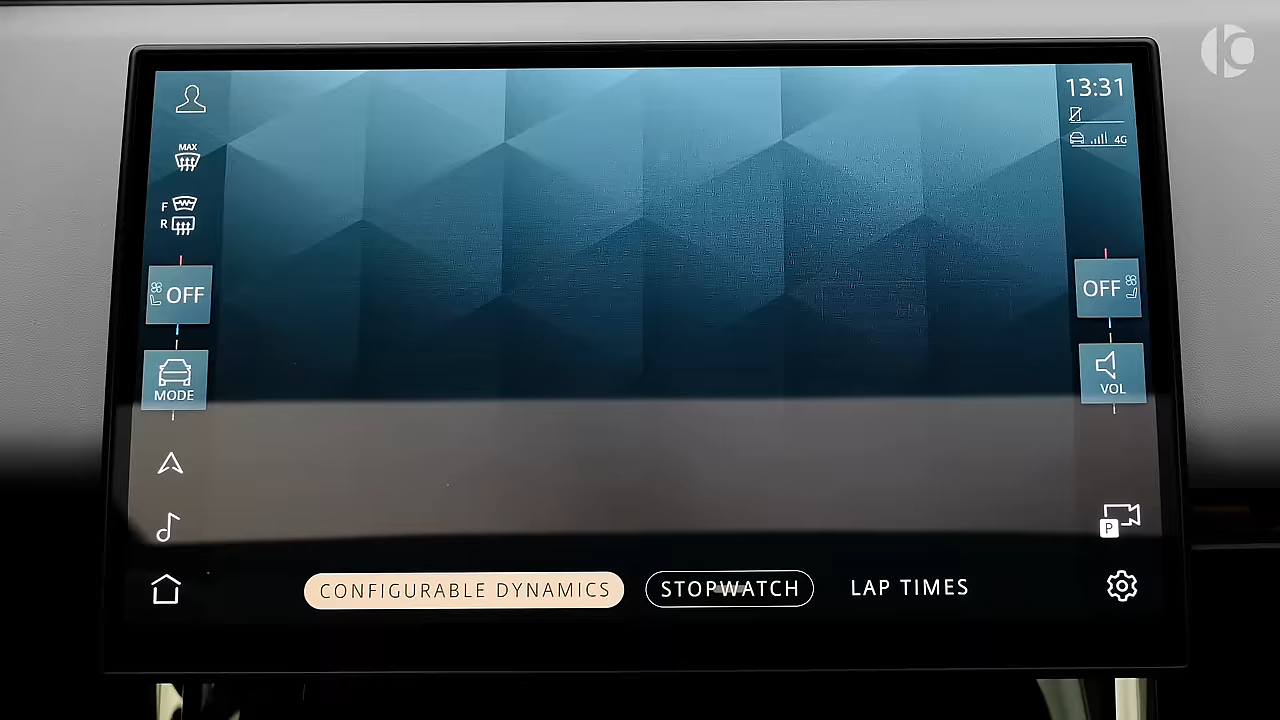 13:31
4G
MAX
F
R
OFF
OFF
MODE
VOL
P
CONFIGURABLE DYNAMICS
STOPWATCH
LAP TIMES